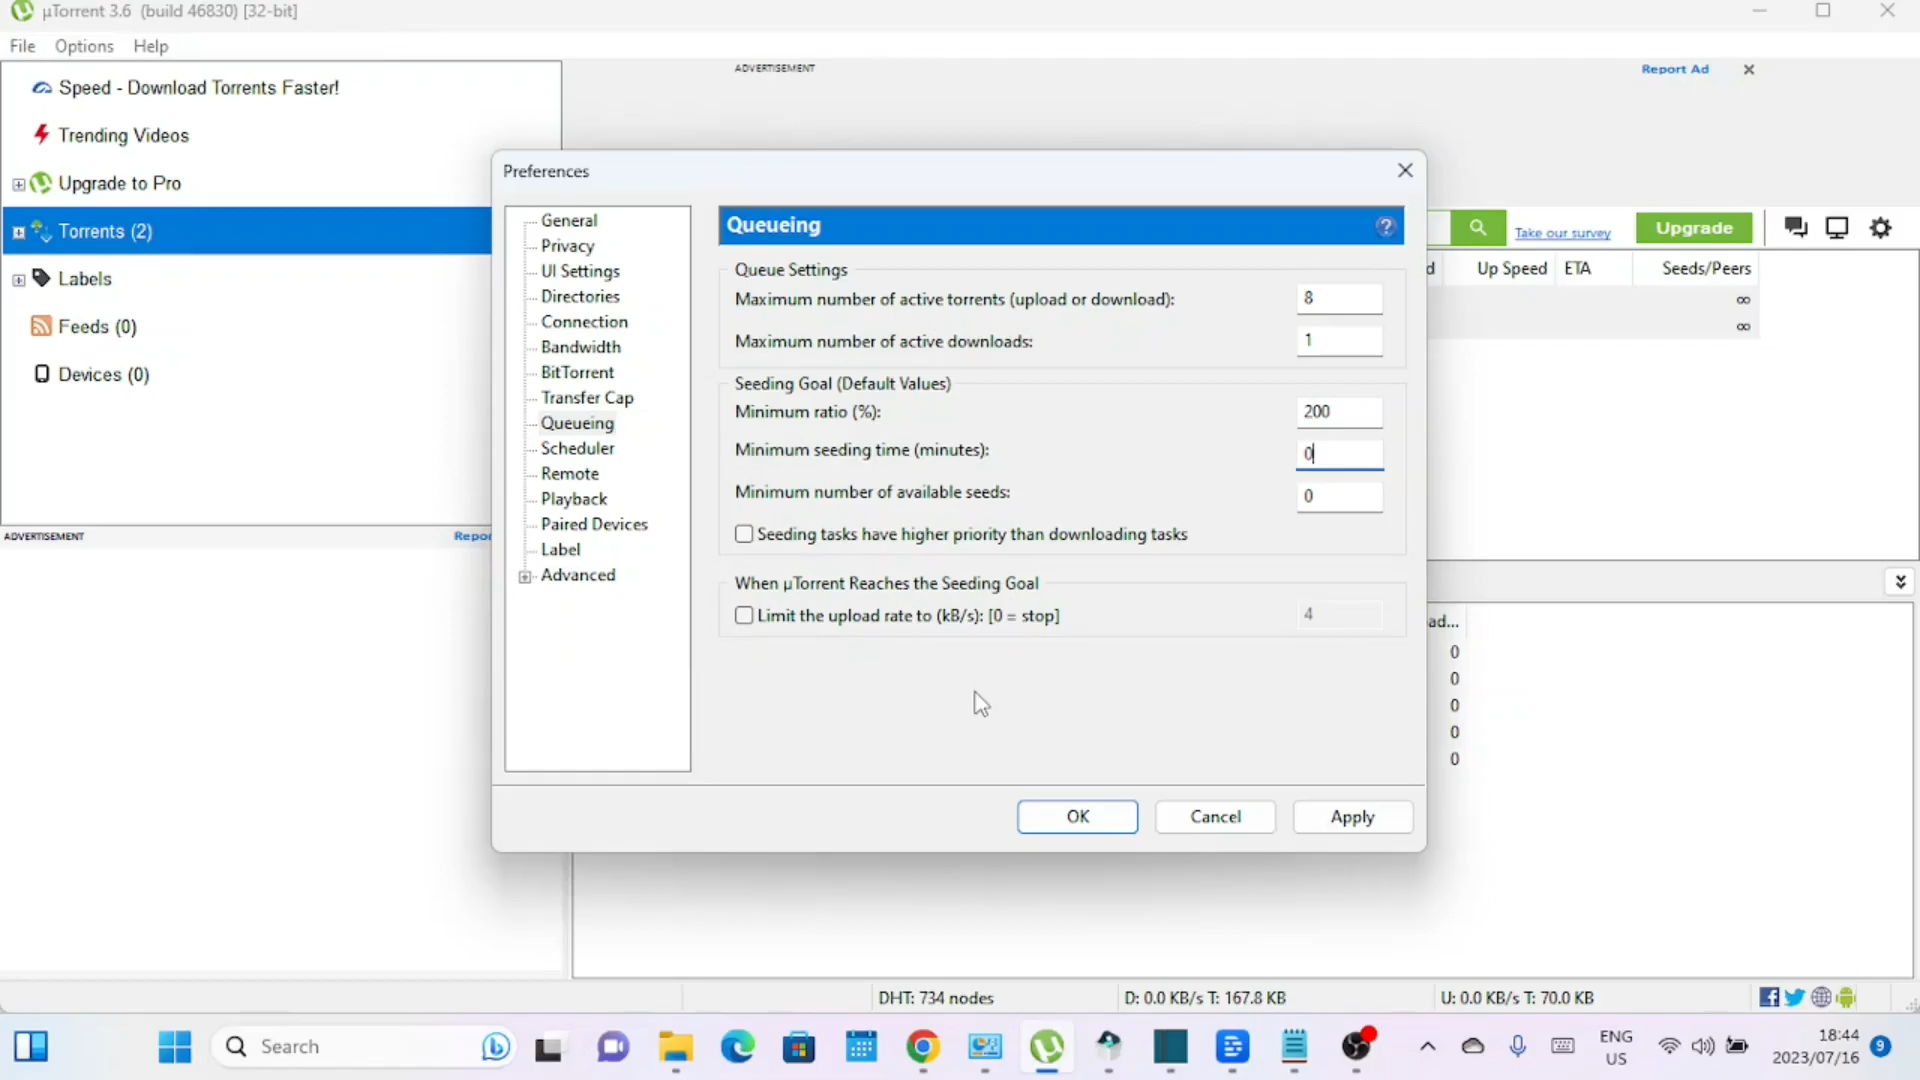 µTorrent 3.6 (build 46830) [32-bit]
File Options Help
Speed - Download Torrents Faster!
Trending Videos
Upgrade to Pro
Torrents (2)
Labels
Feeds (0)
Devices (0)
ADVERTISEMENT
ADVERTISEMENT
Report Ad
Take our survey
Upgrade
Up Speed ETA Seeds/Peers
∞
∞
Preferences
General
Privacy
UI Settings
Directories
Connection
Bandwidth
BitTorrent
Transfer Cap
Queueing
Scheduler
Remote
Playback
Paired Devices
Label
Advanced
Queueing ?
Queue Settings
Maximum number of active torrents (upload or download): 8
Maximum number of active downloads: 1
Seeding Goal (Default Values)
Minimum ratio (%): 200
Minimum seeding time (minutes): 0
Minimum number of available seeds: 0
Seeding tasks have higher priority than downloading tasks
When µTorrent Reaches the Seeding Goal
Limit the upload rate to (kB/s): [0 = stop] 4
OK Cancel Apply
ad...
0
0
0
0
0
DHT: 734 nodes
D: 0.0 KB/s T: 167.8 KB
U: 0.0 KB/s T: 70.0 KB
Search
ENG
US
18:44
2023/07/16
9